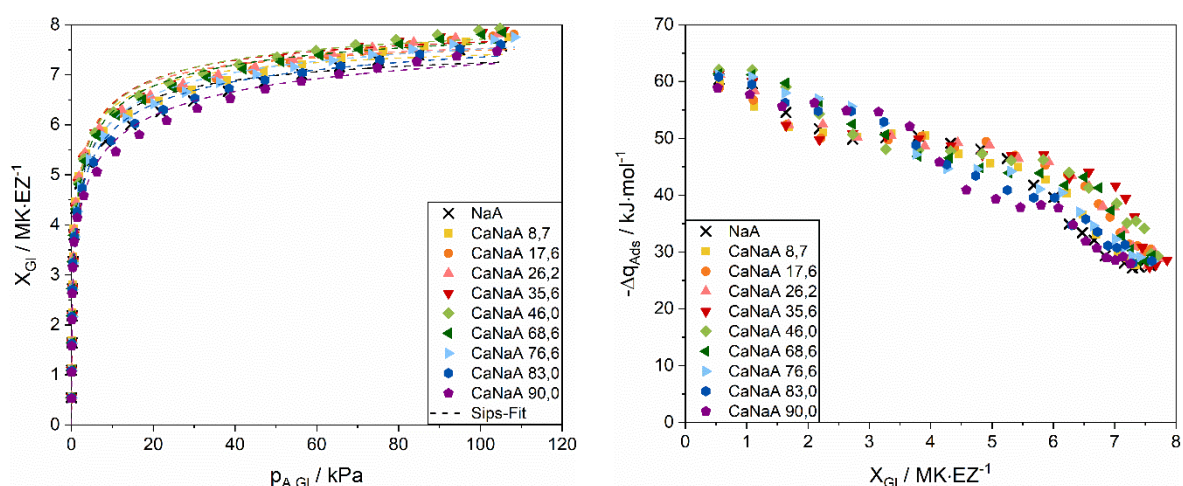 8
7
6
5
4
3
2
1
0
X_GI / MK·EZ⁻¹
NaA
CaNaA 8,7
CaNaA 17,6
CaNaA 26,2
CaNaA 35,6
CaNaA 46,0
CaNaA 68,6
CaNaA 76,6
CaNaA 83,0
CaNaA 90,0
Sips-Fit
0 20 40 60 80 100 120
p_A,GI / kPa
-70
60
50
40
30
20
10
0
-Δq_Ads / kJ·mol⁻¹
NaA
CaNaA 8,7
CaNaA 17,6
CaNaA 26,2
CaNaA 35,6
CaNaA 46,0
CaNaA 68,6
CaNaA 76,6
CaNaA 83,0
CaNaA 90,0
0 1 2 3 4 5 6 7 8
X_GI / MK·EZ⁻¹